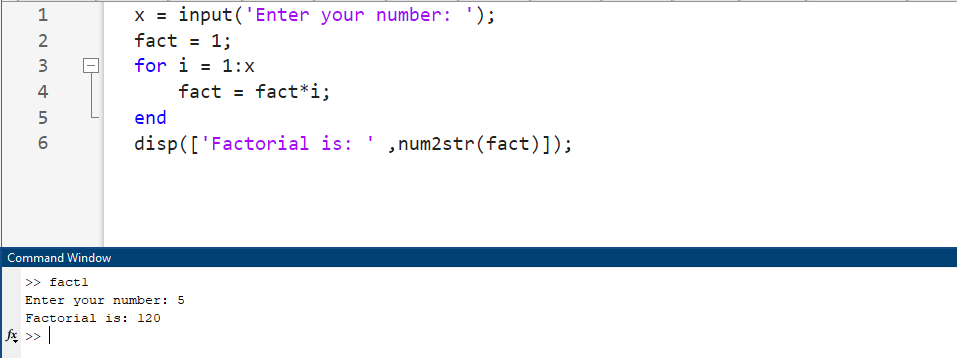 1 x = input('Enter your number: ');
2 fact = 1;
3 for i = 1:x
4 fact = fact*i;
5 end
6 disp(['Factorial is: ' ,num2str(fact)]);
Command Window
>> fact1
Enter your number: 5
Factorial is: 120
fx >>